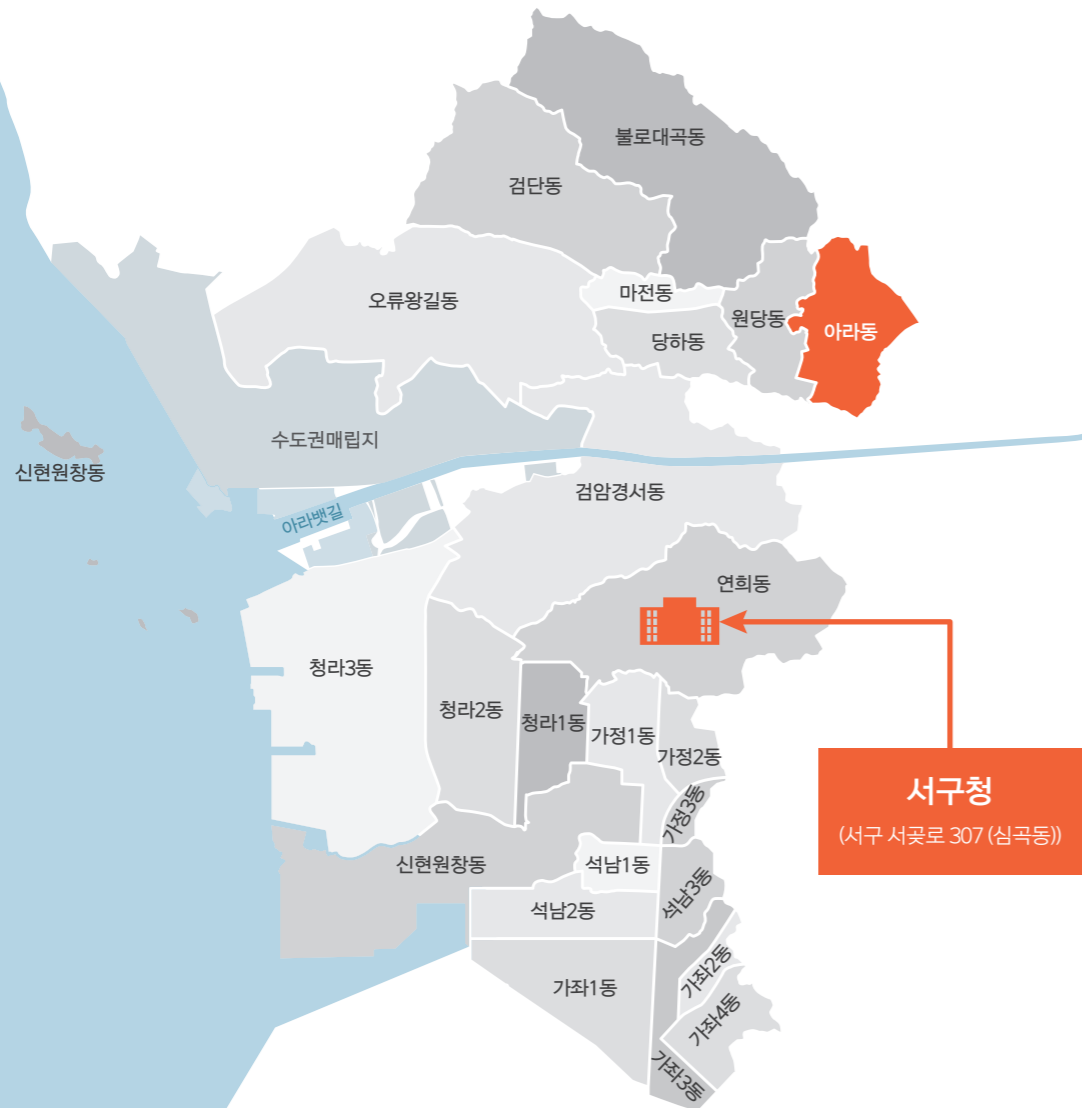 불로대곡동
검단동
마전동
오류왕길동
원당동
아라동
당하동
수도권매립지
신현원창동
검암경서동
아라뱃길
연희동
청라3동
청라2동
청라1동
가정1동
가정2동
서구청
(서구 서곶로 307 (심곡동))
가정3동
신현원창동
석남1동
석남3동
석남2동
가좌2동
가좌1동
가좌4동
가좌3동